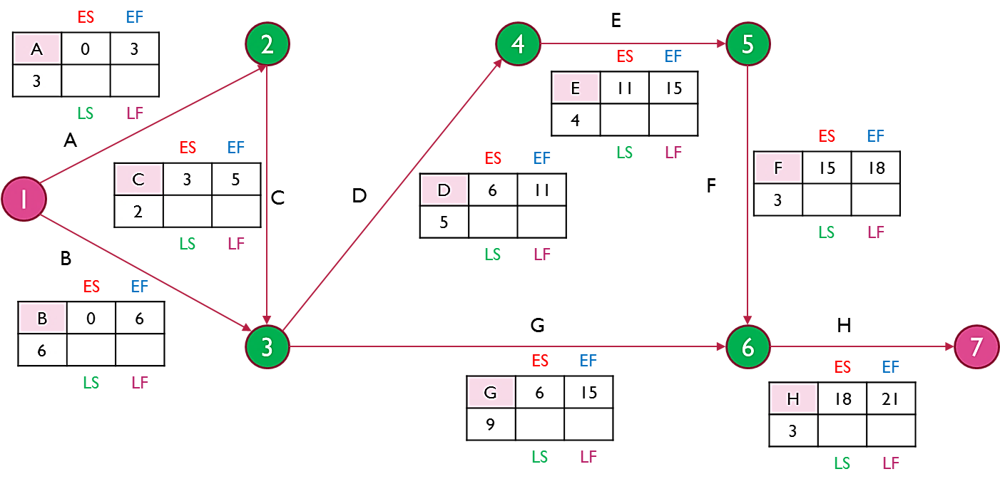 ES EF
A 0 3
3
LS LF
2
4
E
5
ES EF
E 11 15
4
LS LF
A
ES EF
C 3 5
2
LS LF
C
1
D
ES EF
D 6 11
5
LS LF
F
ES EF
F 15 18
3
LS LF
B
ES EF
B 0 6
6
LS LF
3
G
ES EF
G 6 15
9
LS LF
6
H
7
ES EF
H 18 21
3
LS LF